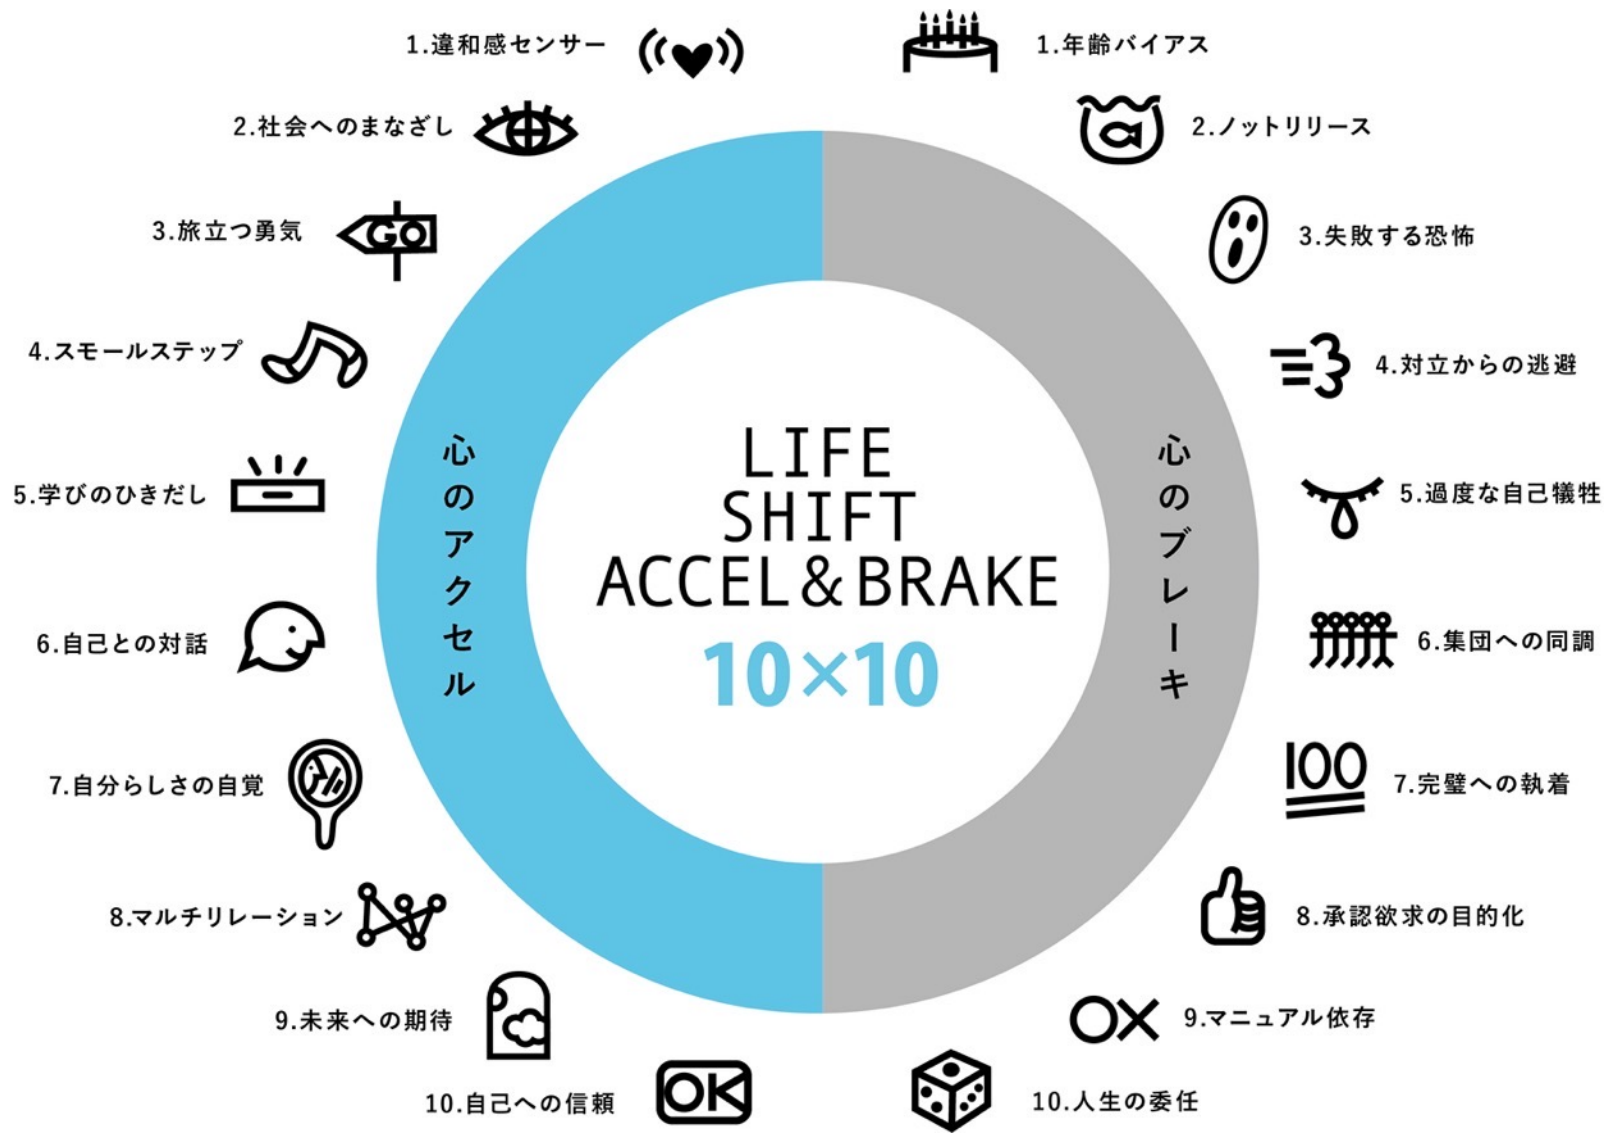 1.違和感センサー
2.社会へのまなざし
3.旅立つ勇気
GO
4.スモールステップ
5.学びのひきだし
6.自己との対話
7.自分らしさの自覚
8.マルチリレーション
9.未来への期待
10.自己への信頼
OK
心のアクセル
LIFE
SHIFT
ACCEL&BRAKE
10×10
心のブレーキ
1.年齢バイアス
2.ノットリリース
3.失敗する恐怖
4.対立からの逃避
5.過度な自己犠牲
6.集団への同調
100
7.完璧への執着
8.承認欲求の目的化
9.マニュアル依存
10.人生の委任